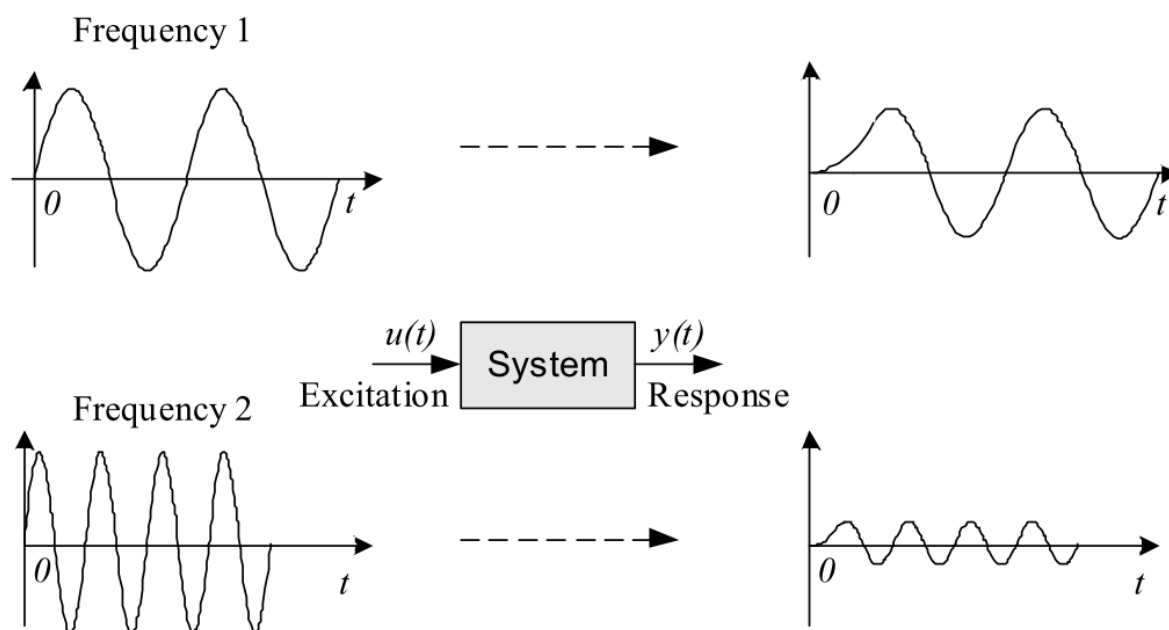 Frequency 1
0
t
0
t
u(t)
System
y(t)
Excitation
Response
Frequency 2
0
t
0
t